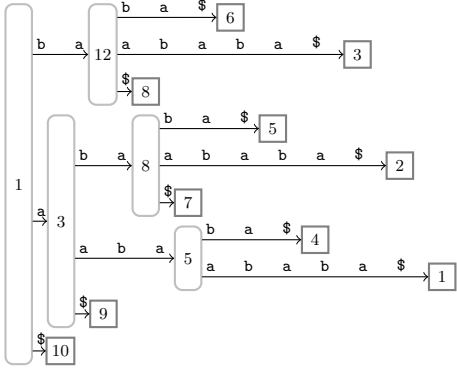 b a $ 6
b a 12 a b a b a $ 3
$ 8
b a $ 5
1 b a 8 a b a b a $ 2
$ 7
a 3 b a $ 4
a b a 5 a b a b a $ 1
$ 9
$ 10